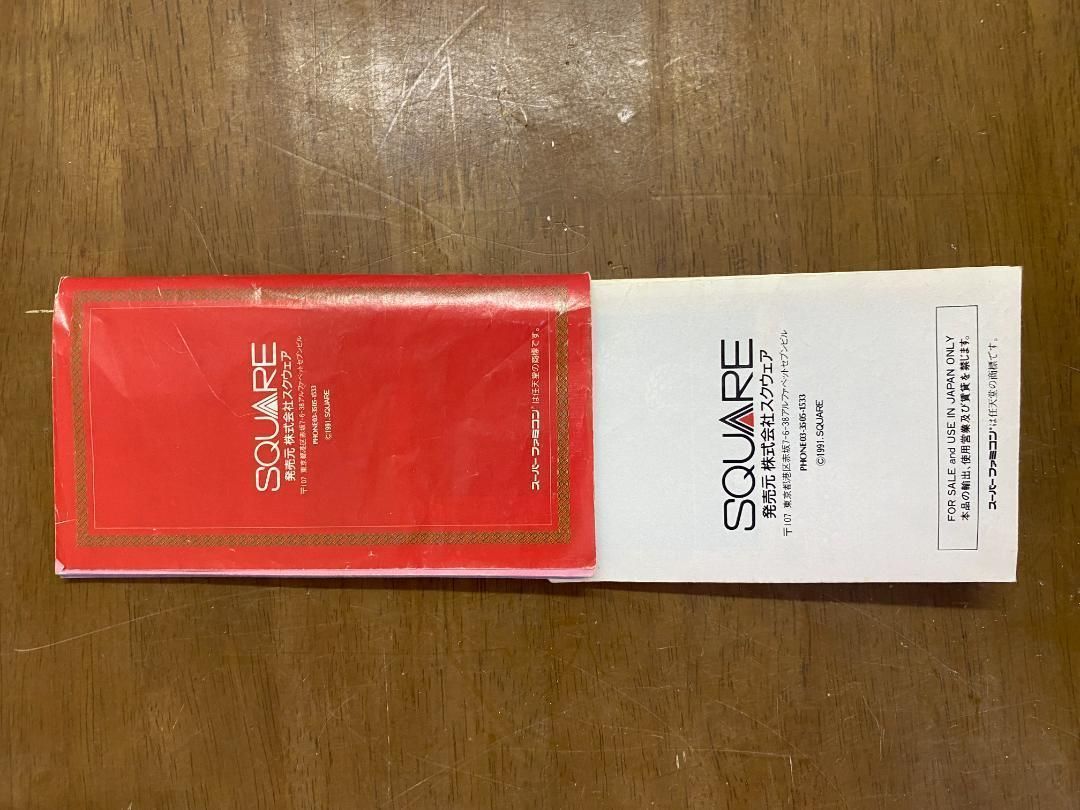 SQUARE
発売元 株式会社スクウェア
〒107 東京都港区赤坂7-6-38アルファベットセブンビル
PHONE 03-3505-1533
©1991. SQUARE
スーパーファミコン®は任天堂の商標です。
SQUARE
発売元 株式会社スクウェア
〒107 東京都港区赤坂7-6-38アルファベットセブンビル
PHONE 03-3505-1533
©1991. SQUARE
FOR SALE and USE IN JAPAN ONLY
本品の輸出、使用営業及び賃貸を禁じます。
スーパーファミコン®は任天堂の商標です。